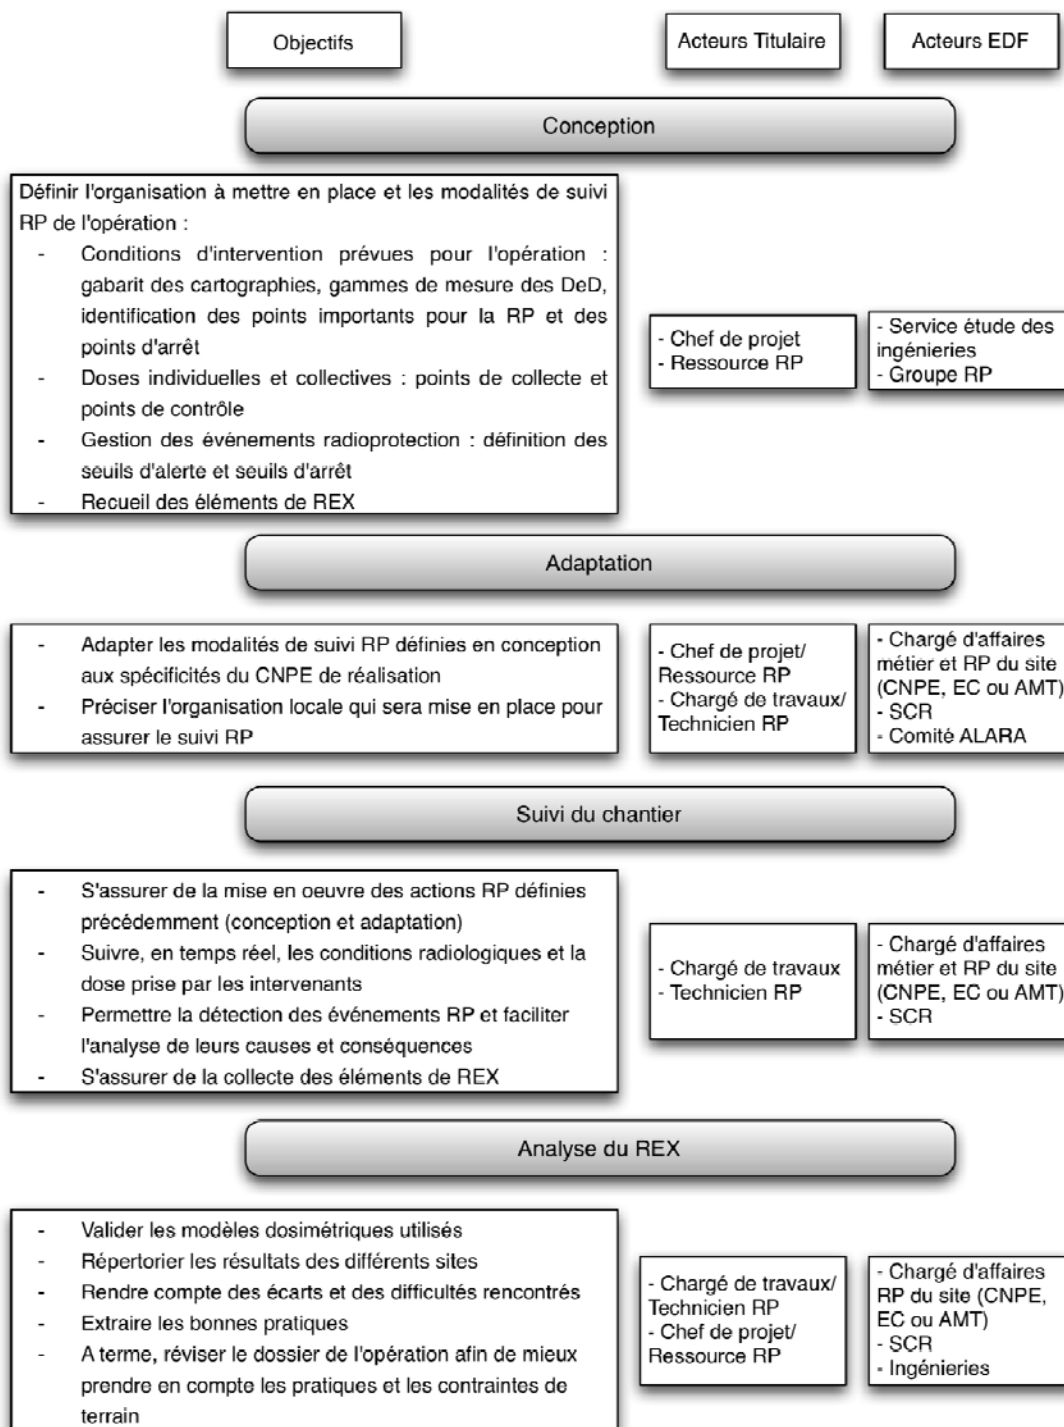 Objectifs
Acteurs Titulaire
Acteurs EDF
Conception
Définir l'organisation à mettre en place et les modalités de suivi
RP de l'opération :
- Conditions d'intervention prévues pour l'opération :
gabarit des cartographies, gammes de mesure des DeD,
identification des points importants pour la RP et des
points d'arrêt
- Doses individuelles et collectives : points de collecte et
points de contrôle
- Gestion des événements radioprotection : définition des
seuils d'alerte et seuils d'arrêt
- Recueil des éléments de REX
- Chef de projet
- Ressource RP
- Service étude des
ingénieries
- Groupe RP
Adaptation
- Adapter les modalités de suivi RP définies en conception
aux spécificités du CNPE de réalisation
- Préciser l'organisation locale qui sera mise en place pour
assurer le suivi RP
- Chef de projet/
Ressource RP
- Chargé de travaux/
Technicien RP
- Chargé d'affaires
métier et RP du site
(CNPE, EC ou AMT)
- SCR
- Comité ALARA
Suivi du chantier
- S'assurer de la mise en oeuvre des actions RP définies
précédemment (conception et adaptation)
- Suivre, en temps réel, les conditions radiologiques et la
dose prise par les intervenants
- Permettre la détection des événements RP et faciliter
l'analyse de leurs causes et conséquences
- S'assurer de la collecte des éléments de REX
- Chargé de travaux
- Technicien RP
- Chargé d'affaires
métier et RP du site
(CNPE, EC ou AMT)
- SCR
Analyse du REX
- Valider les modèles dosimétriques utilisés
- Répertorier les résultats des différents sites
- Rendre compte des écarts et des difficultés rencontrés
- Extraire les bonnes pratiques
- A terme, réviser le dossier de l'opération afin de mieux
prendre en compte les pratiques et les contraintes de
terrain
- Chargé de travaux/
Technicien RP
- Chef de projet/
Ressource RP
- Chargé d'affaires
RP du site (CNPE,
EC ou AMT)
- SCR
- Ingénieries